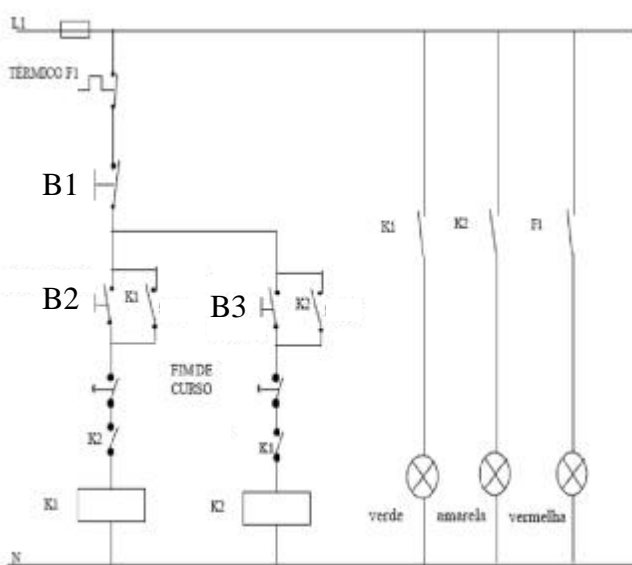 L1
TÉRMICO F1
B1
K1
K2
F1
B2
K1
B3
K2
FIM DE
CURSO
K2
K1
K1
K2
verde
amarela
vermelha
N